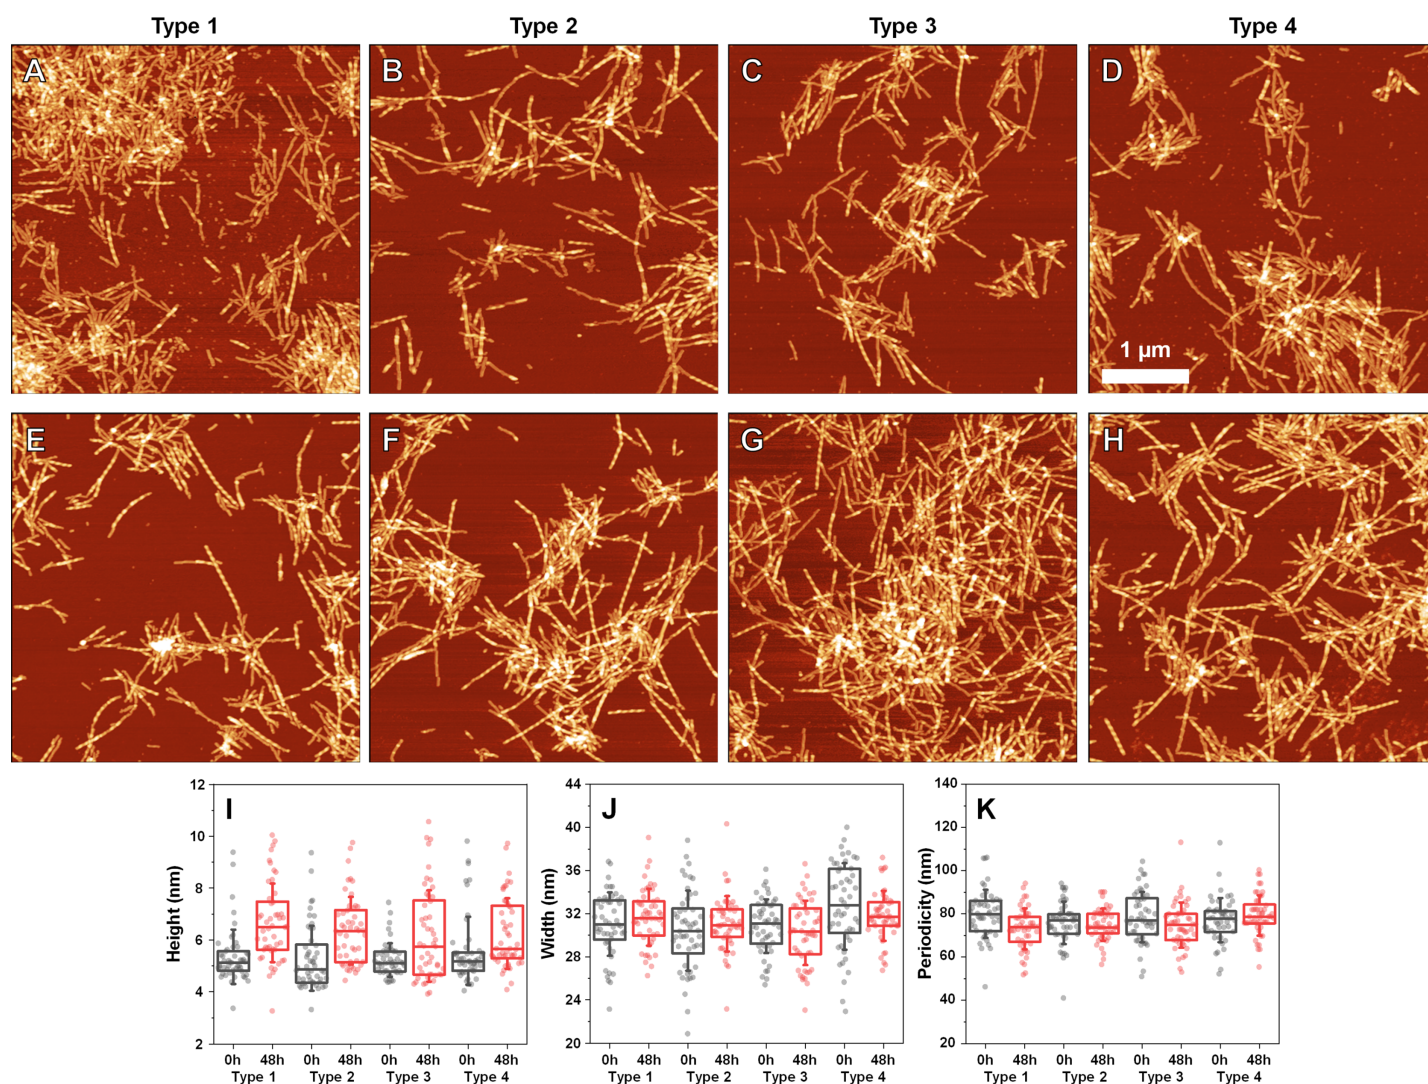 Type 1 Type 2 Type 3 Type 4
A B C D
1 µm
E F G H
I J K
12 44 140
10 40 120
36 100
8 32 80
6 28 60
4 24 40
2 20 20
Height (nm) Width (nm) Periodicity (nm)
0h 48h 0h 48h 0h 48h 0h 48h 0h 48h 0h 48h 0h 48h 0h 48h 0h 48h 0h 48h 0h 48h 0h 48h
Type 1 Type 2 Type 3 Type 4 Type 1 Type 2 Type 3 Type 4 Type 1 Type 2 Type 3 Type 4